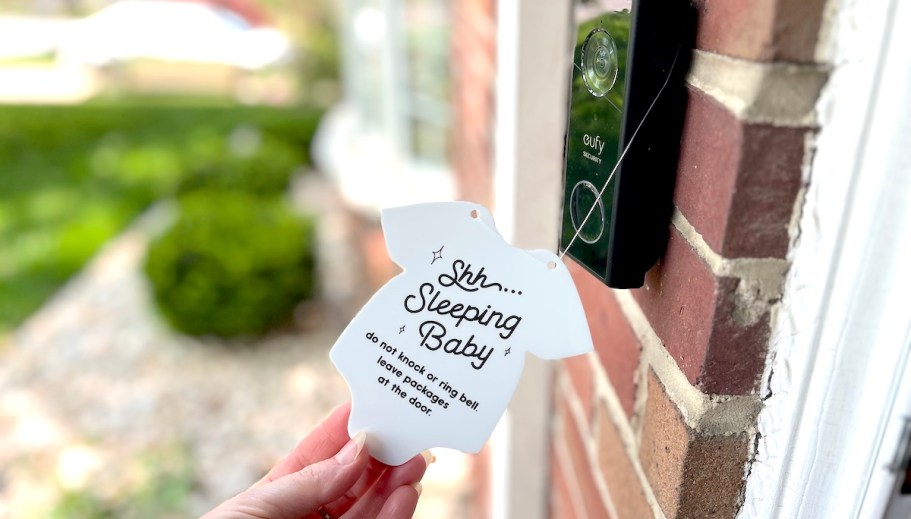 eufy
SECURITY
Shh...
Sleeping
Baby
do not knock or ring bell.
leave packages
at the door.